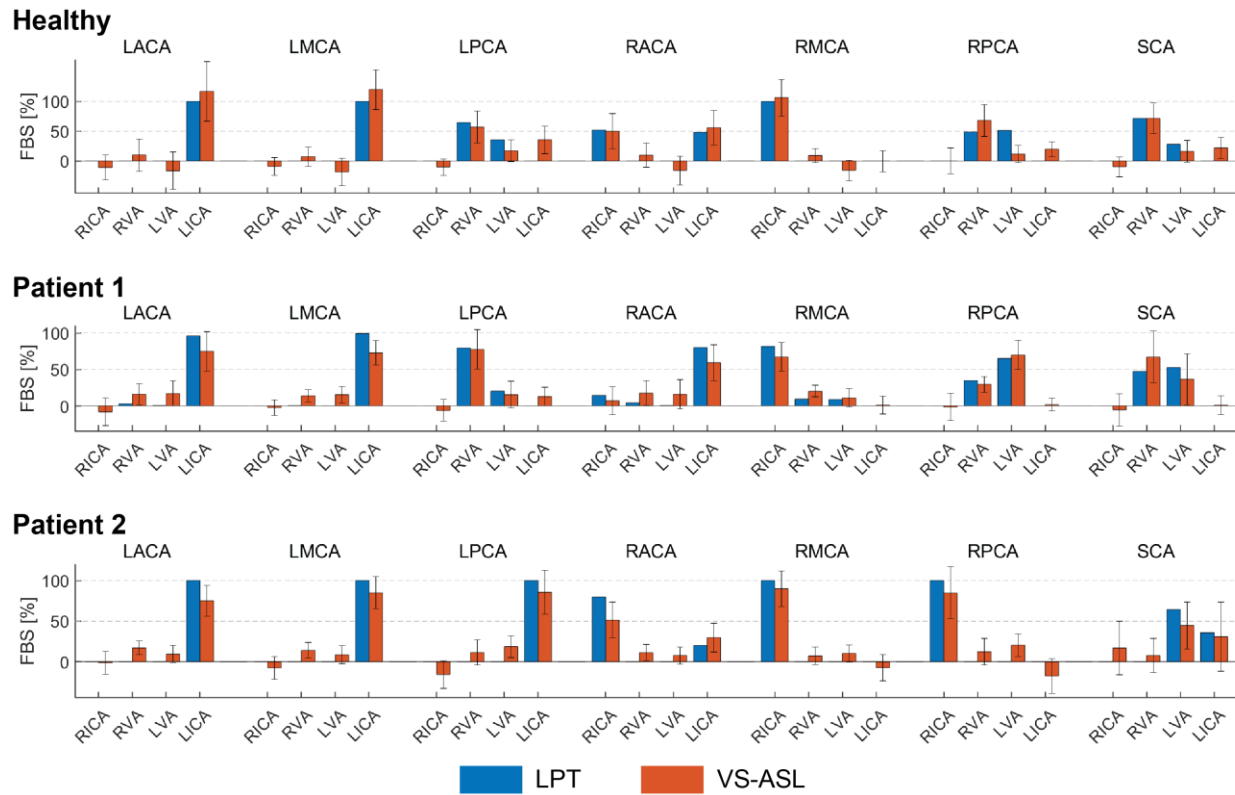 Healthy
LACA LMCA LPCA RACA RMCA RPCA SCA
FBS [%]
100
50
0
RICA RVA LVA LICA RICA RVA LVA LICA RICA RVA LVA LICA RICA RVA LVA LICA RICA RVA LVA LICA RICA RVA LVA LICA RICA RVA LVA LICA
Patient 1
LACA LMCA LPCA RACA RMCA RPCA SCA
FBS [%]
100
50
0
RICA RVA LVA LICA RICA RVA LVA LICA RICA RVA LVA LICA RICA RVA LVA LICA RICA RVA LVA LICA RICA RVA LVA LICA RICA RVA LVA LICA
Patient 2
LACA LMCA LPCA RACA RMCA RPCA SCA
FBS [%]
100
50
0
RICA RVA LVA LICA RICA RVA LVA LICA RICA RVA LVA LICA RICA RVA LVA LICA RICA RVA LVA LICA RICA RVA LVA LICA RICA RVA LVA LICA
LPT VS-ASL